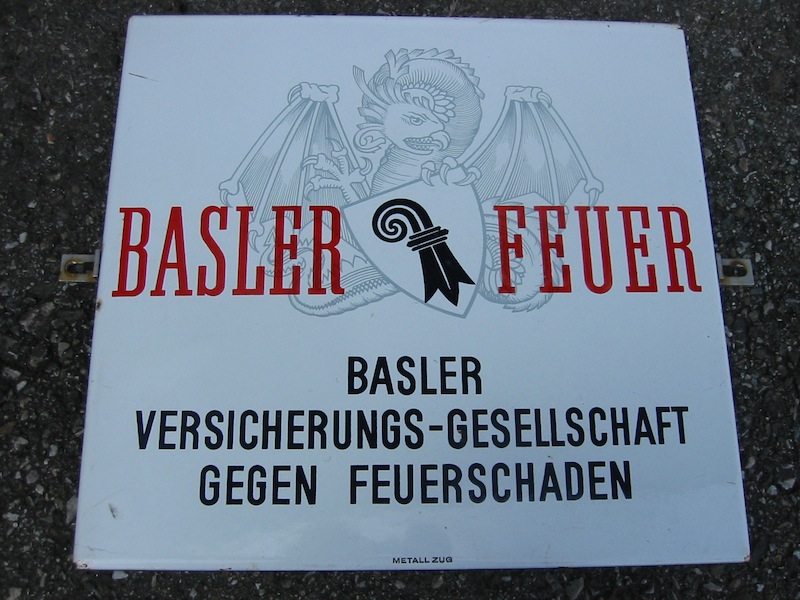 BASLER FEUER
BASLER
VERSICHERUNGS-GESELLSCHAFT
GEGEN FEUERSCHADEN
METALL ZUG